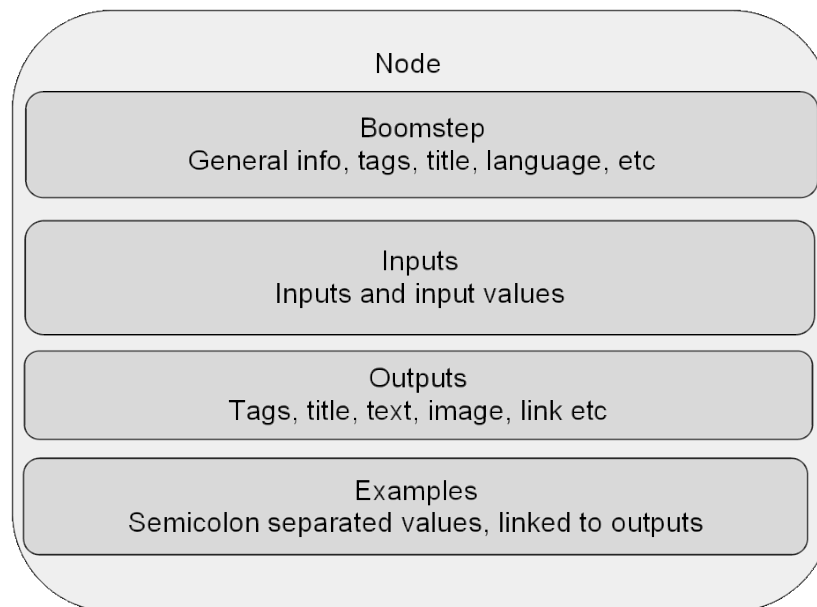 Node
Boomstep
General info, tags, title, language, etc
Inputs
Inputs and input values
Outputs
Tags, title, text, image, link etc
Examples
Semicolon separated values, linked to outputs